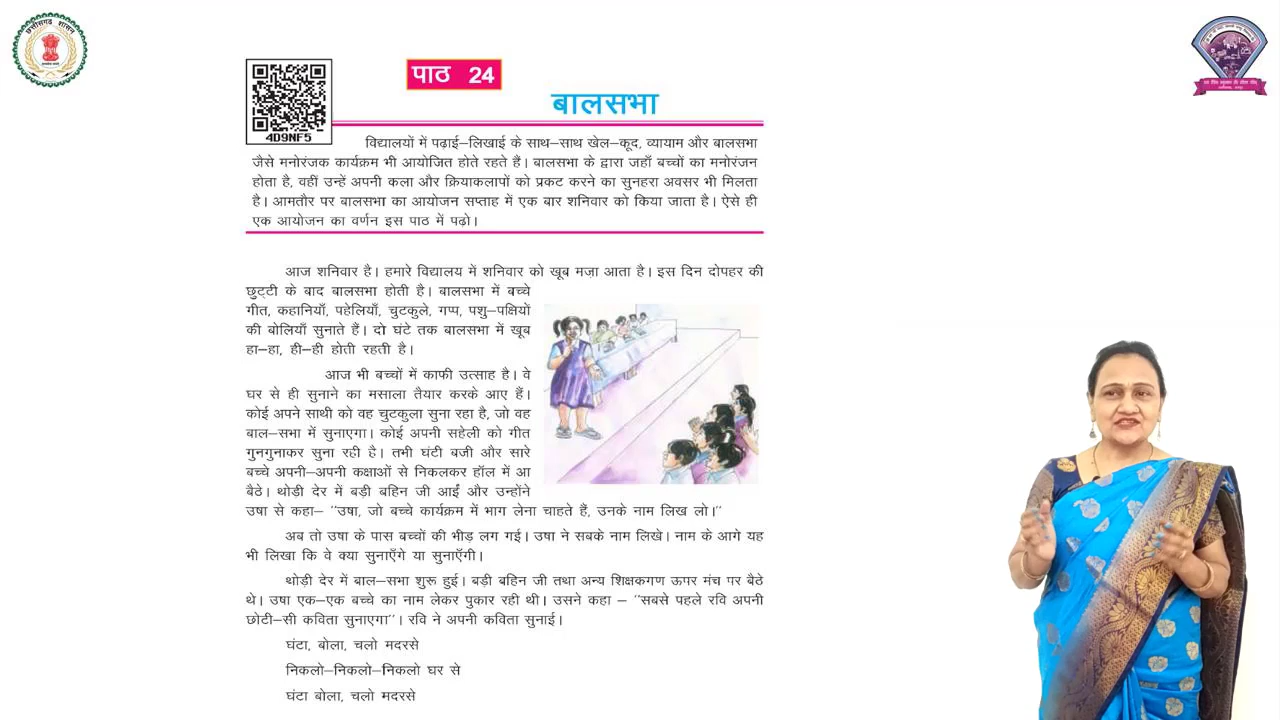 छत्तीसगढ़ शासन
पाठ 24
4D9NF5
बालसभा
विद्यालयों में पढ़ाई–लिखाई के साथ–साथ खेल–कूद, व्यायाम और बालसभा
जैसे मनोरंजक कार्यक्रम भी आयोजित होते रहते हैं। बालसभा के द्वारा जहाँ बच्चों का मनोरंजन
होता है, वहीं उन्हें अपनी कला और क्रियाकलापों को प्रकट करने का सुनहरा अवसर भी मिलता
है। आमतौर पर बालसभा का आयोजन सप्ताह में एक बार शनिवार को किया जाता है। ऐसे ही
एक आयोजन का वर्णन इस पाठ में पढ़ो।
आज शनिवार है। हमारे विद्यालय में शनिवार को खूब मज़ा आता है। इस दिन दोपहर की
छुट्टी के बाद बालसभा होती है। बालसभा में बच्चे
गीत, कहानियाँ, पहेलियाँ, चुटकुले, गप्प, पशु–पक्षियों
की बोलियाँ सुनाते हैं। दो घंटे तक बालसभा में खूब
हा–हा, ही–ही होती रहती है।
आज भी बच्चों में काफी उत्साह है। वे
घर से ही सुनाने का मसाला तैयार करके आए हैं।
कोई अपने साथी को वह चुटकुला सुना रहा है, जो वह
बाल–सभा में सुनाएगा। कोई अपनी सहेली को गीत
गुनगुनाकर सुना रही है। तभी घंटी बजी और सारे
बच्चे अपनी–अपनी कक्षाओं से निकलकर हॉल में आ
बैठे। थोड़ी देर में बड़ी बहिन जी आईं और उन्होंने
उषा से कहा– "उषा, जो बच्चे कार्यक्रम में भाग लेना चाहते हैं, उनके नाम लिख लो।"
अब तो उषा के पास बच्चों की भीड़ लग गई। उषा ने सबके नाम लिखे। नाम के आगे यह
भी लिखा कि वे क्या सुनाएँगे या सुनाएँगी।
थोड़ी देर में बाल–सभा शुरू हुई। बड़ी बहिन जी तथा अन्य शिक्षकगण ऊपर मंच पर बैठे
थे। उषा एक–एक बच्चे का नाम लेकर पुकार रही थी। उसने कहा – "सबसे पहले रवि अपनी
छोटी–सी कविता सुनाएगा"। रवि ने अपनी कविता सुनाई।
घंटा, बोला, चलो मदरसे
निकलो–निकलो–निकलो घर से
घंटा बोला, चलो मदरसे